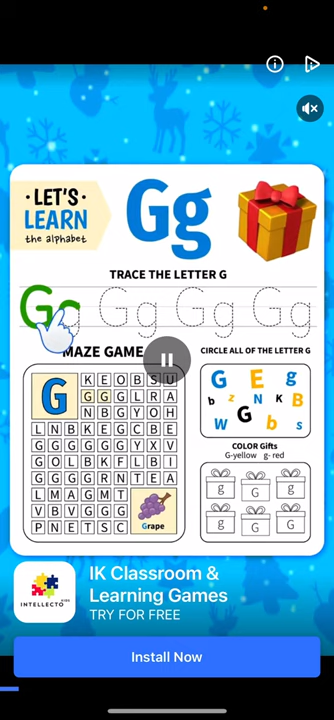 · LET'S ·
LEARN
the alphabet
Gg
TRACE THE LETTER G
Gg Gg Gg Gg
MAZE GAME
CIRCLE ALL OF THE LETTER G
G
K E O B S U
G G G L R A
N B G Y O H
L N B K E G C B E
G G G G G G Y X V
G O L B K F L B I
G G G G R N T E A
L M A G M T
V B V G G G
P N E T S C
Grape
G E g
b z N K B
W G b s
COLOR Gifts
G-yellow g- red
g G g
g G G
INTELLECTO KIDS
IK Classroom &
Learning Games
TRY FOR FREE
Install Now